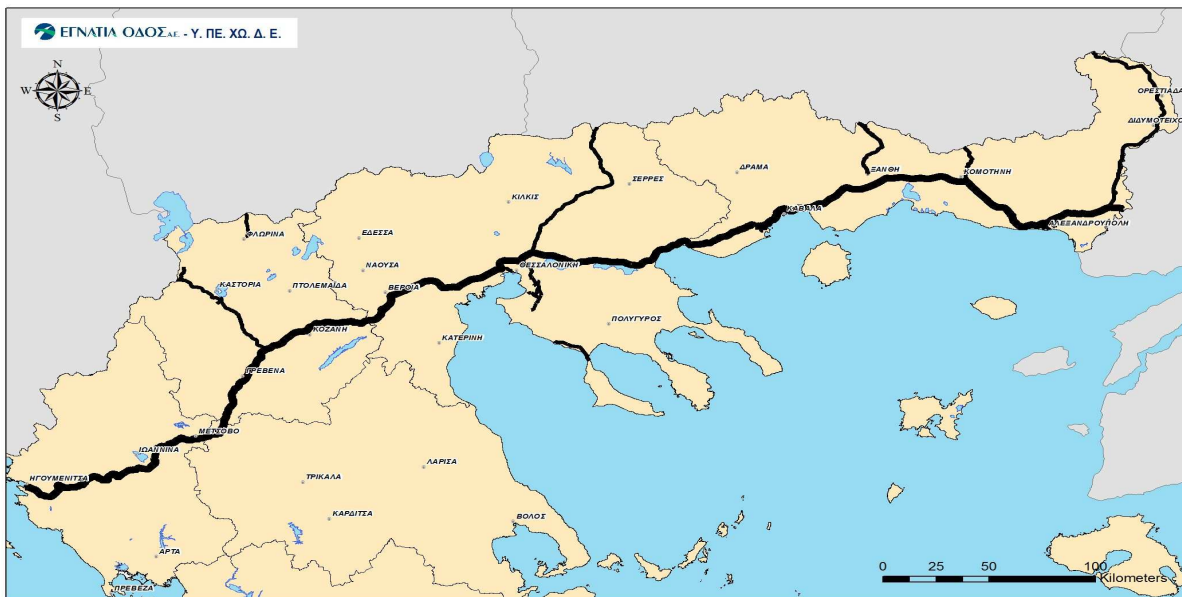 ΕΓΝΑΤΙΑ ΟΔΟΣ Α.Ε. - Υ. ΠΕ. ΧΩ. Δ. Ε.
N
W E
S
ΟΡΕΣΤΙΑΔΑ
ΔΙΔΥΜΟΤΕΙΧΟ
ΔΡΑΜΑ
ΞΑΝΘΗ
ΚΟΜΟΤΗΝΗ
ΣΕΡΡΕΣ
ΚΙΛΚΙΣ
ΚΑΒΑΛΑ
ΑΛΕΞΑΝΔΡΟΥΠΟΛΗ
ΦΛΩΡΙΝΑ
ΕΔΕΣΣΑ
ΝΑΟΥΣΑ
ΘΕΣΣΑΛΟΝΙΚΗ
ΚΑΣΤΟΡΙΑ
ΠΤΟΛΕΜΑΙΔΑ
ΒΕΡΟΙΑ
ΠΟΛΥΓΥΡΟΣ
ΚΟΖΑΝΗ
ΚΑΤΕΡΙΝΗ
ΓΡΕΒΕΝΑ
ΜΕΤΣΟΒΟ
ΙΩΑΝΝΙΝΑ
ΛΑΡΙΣΑ
ΗΓΟΥΜΕΝΙΤΣΑ
ΤΡΙΚΑΛΑ
ΚΑΡΔΙΤΣΑ
ΒΟΛΟΣ
ΑΡΤΑ
ΠΡΕΒΕΖΑ
0 25 50 100
Kilometers